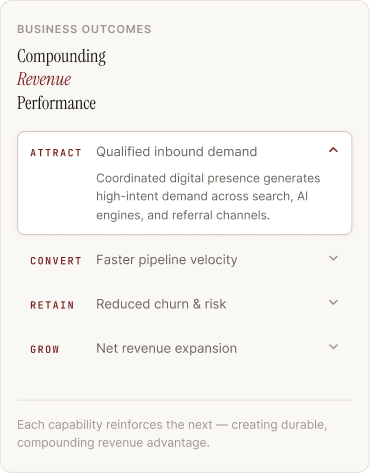 BUSINESS OUTCOMES
Compounding
Revenue
Performance
ATTRACT Qualified inbound demand
Coordinated digital presence generates
high-intent demand across search, AI
engines, and referral channels.
CONVERT Faster pipeline velocity
RETAIN Reduced churn & risk
GROW Net revenue expansion
Each capability reinforces the next — creating durable,
compounding revenue advantage.